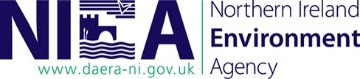 NIEA
www.daera-ni.gov.uk
Northern Ireland
Environment
Agency